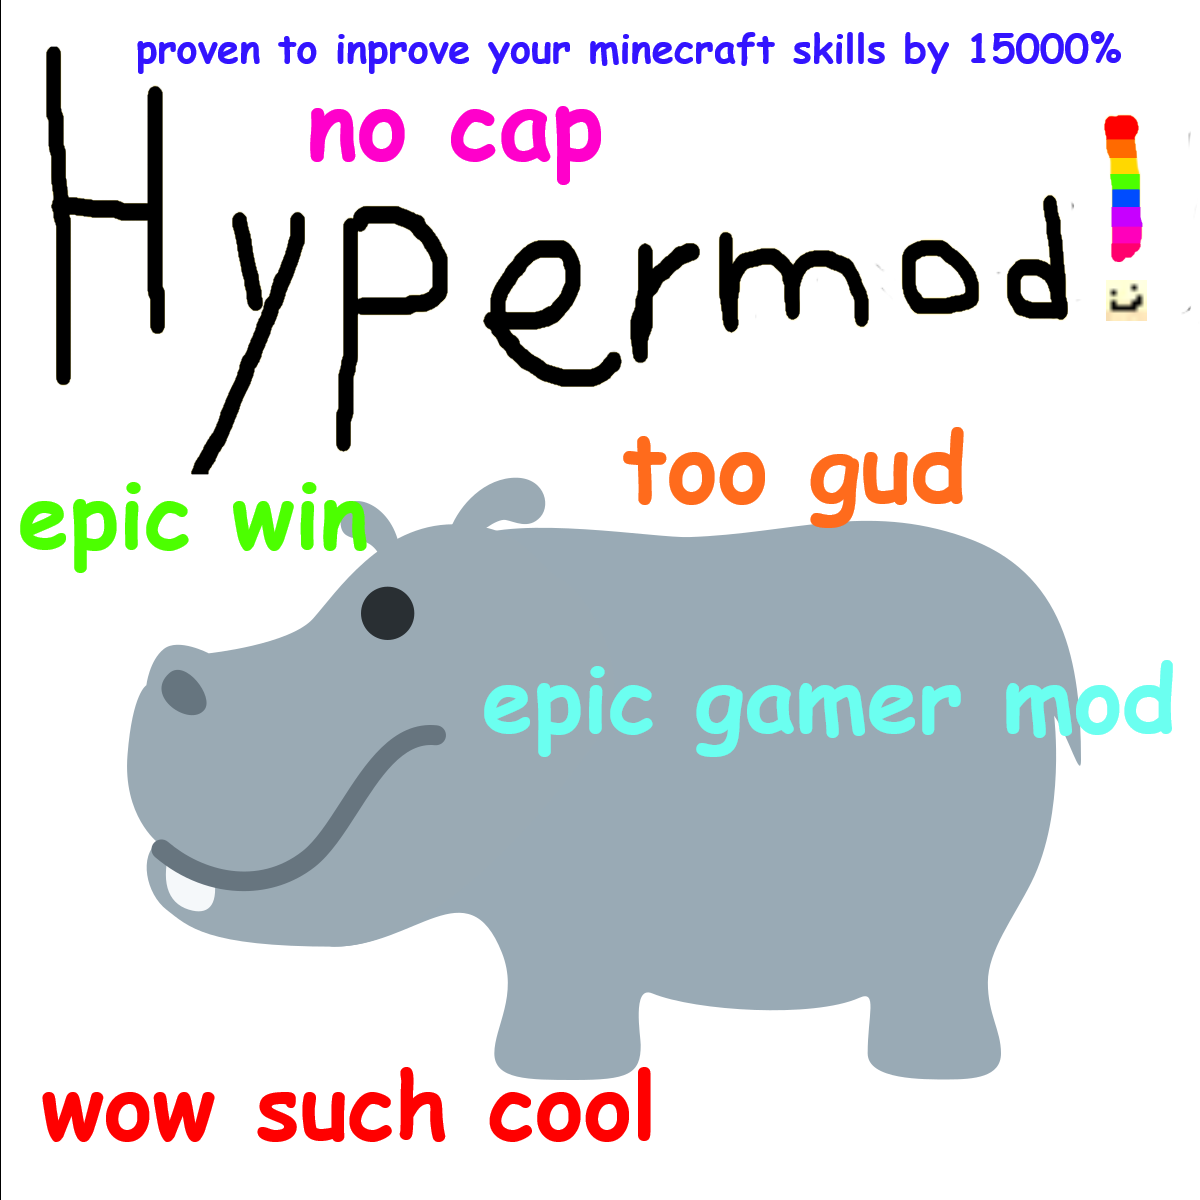 proven to inprove your minecraft skills by 15000%
no cap
Hypermod!
too gud
epic win
epic gamer mod
wow such cool